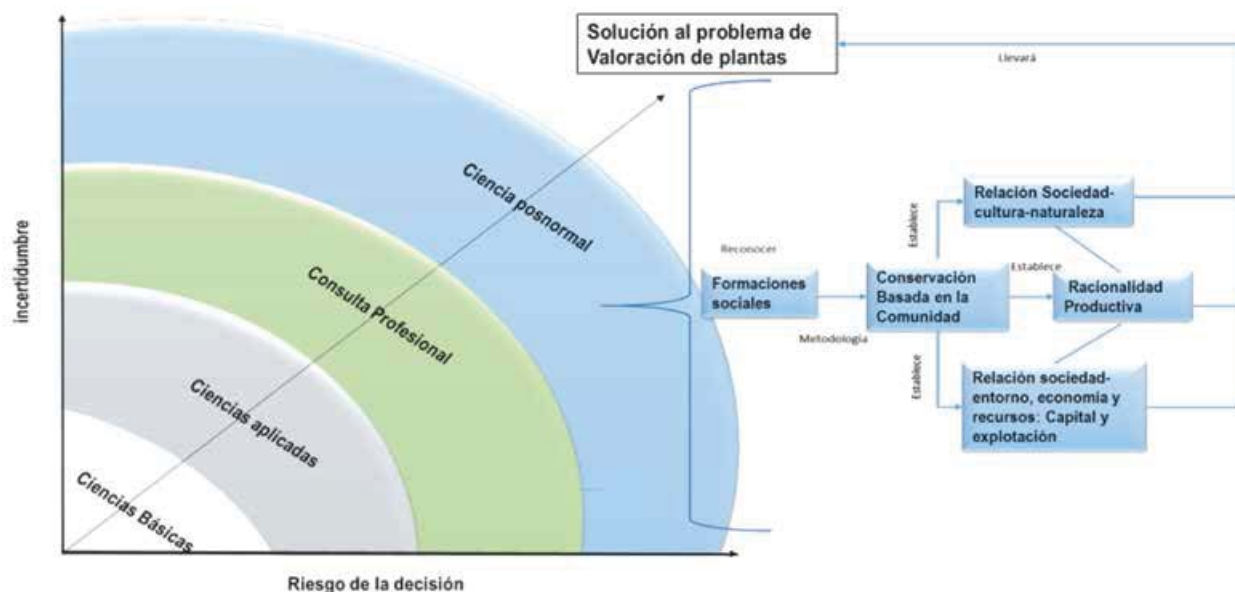 Solución al problema de
Valoración de plantas
Llevará
incertidumbre
Ciencia posnormal
Consulta Profesional
Ciencias aplicadas
Ciencias Básicas
Riesgo de la decisión
Reconocer
Formaciones
sociales
Metodología
Conservación
Basada en la
Comunidad
Establece
Establece
Establece
Relación Sociedad-
cultura-naturaleza
Racionalidad
Productiva
Relación sociedad-
entorno, economía y
recursos: Capital y
explotación